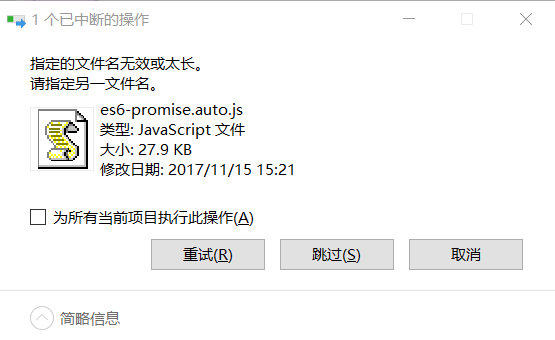 1 个已中断的操作
指定的文件名无效或太长。
请指定另一文件名。
es6-promise.auto.js
类型: JavaScript 文件
大小: 27.9 KB
修改日期: 2017/11/15 15:21
为所有当前项目执行此操作(A)
重试(R) 跳过(S) 取消
简略信息